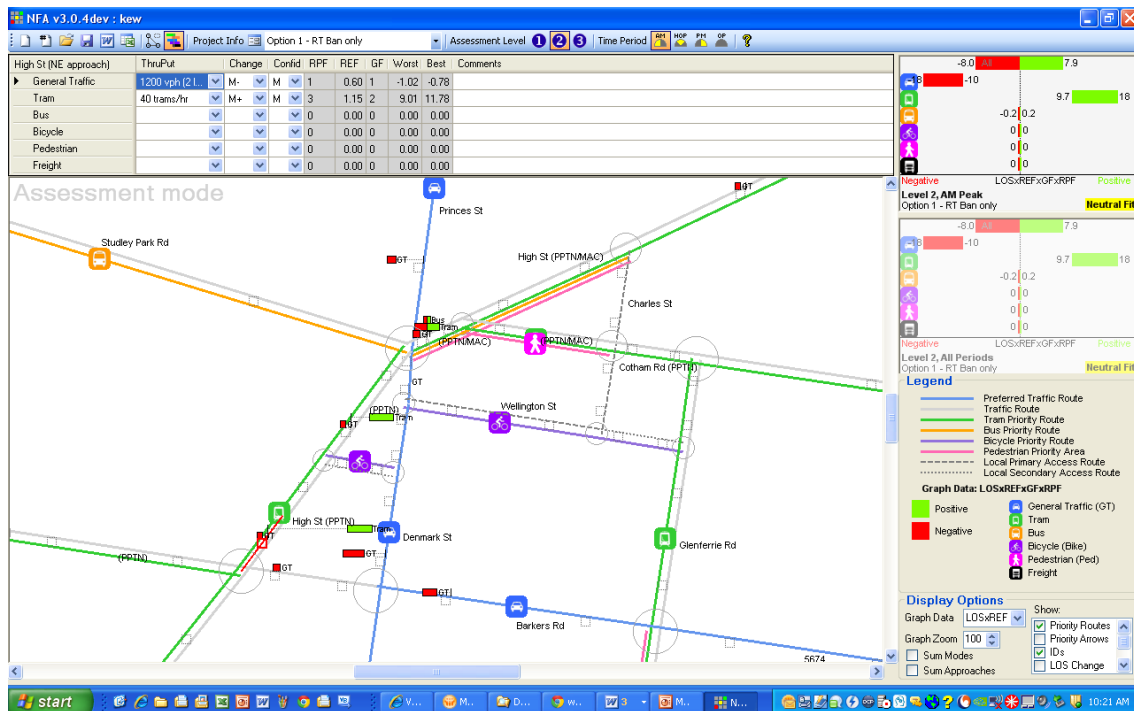 NFA v3.0.4dev : kew
Project Info Option 1 - RT Ban only Assessment Level 1 2 3 Time Period AM HOP PM OP
High St (NE approach) ThruPut Change Confid RPF REF GF Worst Best Comments
General Traffic 1200 vph (2 l... M- M 1 0.60 1 -1.02 -0.78
Tram 40 trams/hr M+ M 3 1.15 2 9.01 11.78
Bus 0 0.00 0 0.00 0.00
Bicycle 0 0.00 0 0.00 0.00
Pedestrian 0 0.00 0 0.00 0.00
Freight 0 0.00 0 0.00 0.00
-8.0 All 7.9
-18 -10
9.7 18
-0.2 0.2
0 0
0 0
0 0
Negative LOSxREFxGFxRPF Positive
Level 2, AM Peak
Option 1 - RT Ban only Neutral Fit
-8.0 All 7.9
-18 -10
9.7 18
-0.2 0.2
0 0
0 0
0 0
Negative LOSxREFxGFxRPF Positive
Level 2, All Periods
Option 1 - RT Ban only Neutral Fit
Assessment mode
GT
Princes St
Studley Park Rd
GT
High St (PPTN/MAC)
Charles St
Bus
Tram
GT
(PPTN/MAC)
(PPTN/MAC)
Cotham Rd (PPTN)
GT
Wellington St
(PPTN)
Tram
GT
High St (PPTN)
Tram
Denmark St
GT
GT
Glenferrie Rd
(PPTN)
GT
GT
Barkers Rd
5674
Legend
Preferred Traffic Route
Traffic Route
Tram Priority Route
Bus Priority Route
Bicycle Priority Route
Pedestrian Priority Area
Local Primary Access Route
Local Secondary Access Route
Graph Data: LOSxREFxGFxRPF
Positive
Negative
General Traffic (GT)
Tram
Bus
Bicycle (Bike)
Pedestrian (Ped)
Freight
Display Options
Graph Data LOSxREF
Graph Zoom 100
Sum Modes
Sum Approaches
Show:
Priority Routes
Priority Arrows
IDs
LOS Change
start V... M.. D... w... W 3 M... N... 10:21 AM